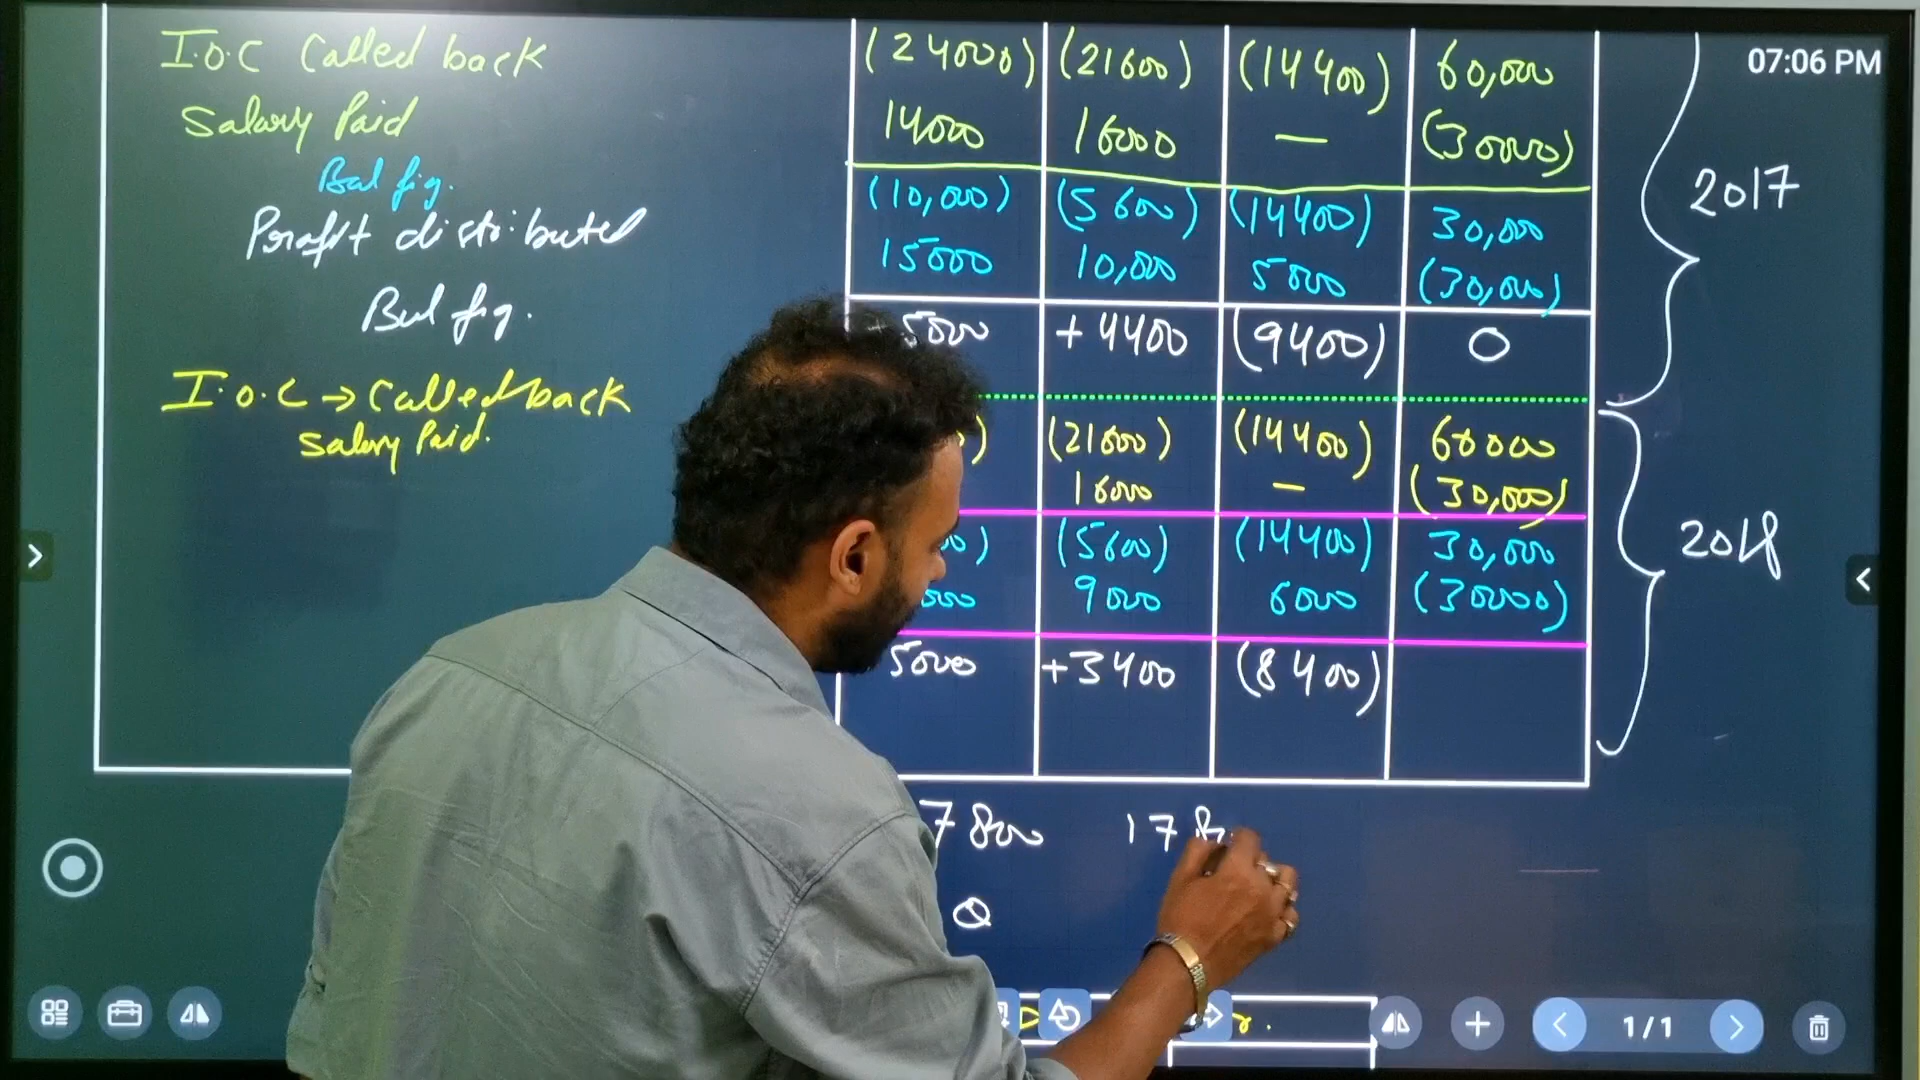 07:06 PM
I.O.C Called back (24000) (21600) (14400) 60,000
Salary Paid 14000 16000 — (30000)
Bal fig. (10,000) (5600) (14400) 30,000
2017
Profit distributed 15000 10,000 5000 (30,000)
Bal fig. 5000 +4400 (9400) 0
I.O.C → Called back (21600) (14400) 60000
Salary Paid. 16000 — (30,000)
(5600) (14400) 30,000
2018
9000 6000 (30000)
5000 +3400 (8400)
7800 178
1/1